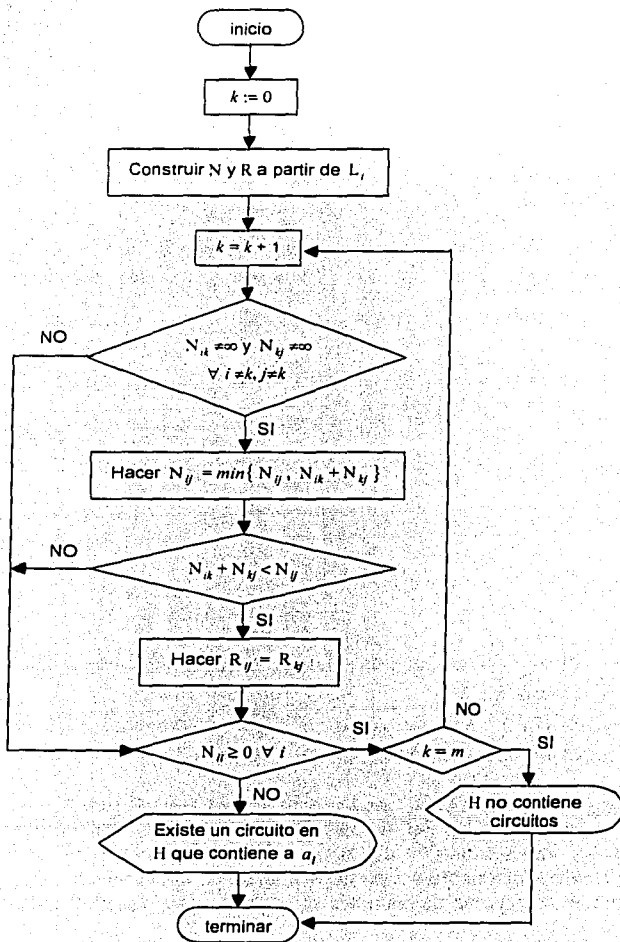 inicio
k := 0
Construir N y R a partir de L_i
k = k + 1
NO
N_ik ≠∞ y N_kj ≠∞
∀ i ≠k, j≠k
SI
Hacer N_ij = min{ N_ij , N_ik + N_kj }
NO
N_ik + N_kj < N_ij
SI
Hacer R_ij = R_kj
N_ii ≥ 0 ∀ i
SI
NO
k = m
SI
NO
H no contiene
circuitos
Existe un circuito en
H que contiene a a_i
terminar